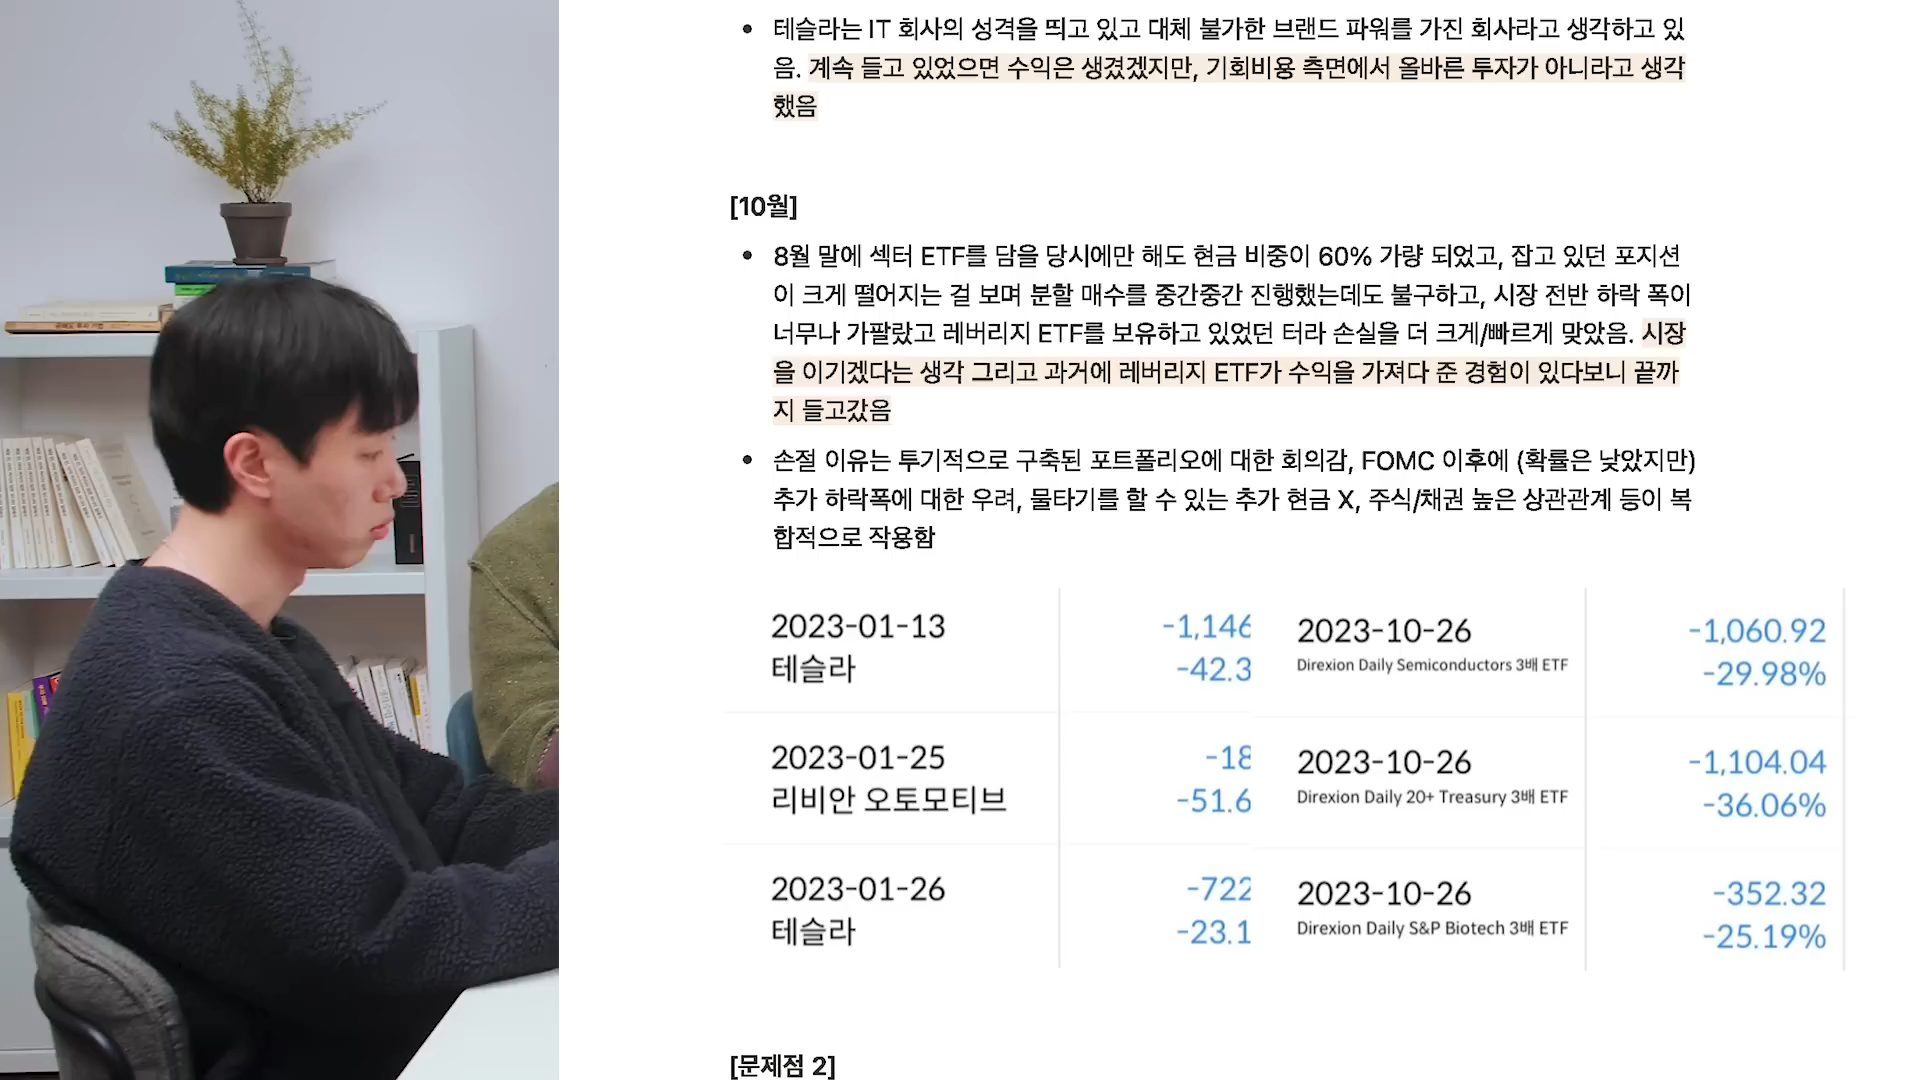 테슬라는 IT 회사의 성격을 띄고 있고 대체 불가한 브랜드 파워를 가진 회사라고 생각하고 있
음. 계속 들고 있었으면 수익은 생겼겠지만, 기회비용 측면에서 올바른 투자가 아니라고 생각
했음
[10월]
8월 말에 섹터 ETF를 담을 당시에만 해도 현금 비중이 60% 가량 되었고, 잡고 있던 포지션
이 크게 떨어지는 걸 보며 분할 매수를 중간중간 진행했는데도 불구하고, 시장 전반 하락 폭이
너무나 가팔랐고 레버리지 ETF를 보유하고 있었던 터라 손실을 더 크게/빠르게 맞았음. 시장
을 이기겠다는 생각 그리고 과거에 레버리지 ETF가 수익을 가져다 준 경험이 있다보니 끝까
지 들고갔음
손절 이유는 투기적으로 구축된 포트폴리오에 대한 회의감, FOMC 이후에 (확률은 낮았지만)
추가 하락폭에 대한 우려, 물타기를 할 수 있는 추가 현금 X, 주식/채권 높은 상관관계 등이 복
합적으로 작용함
2023-01-13 -1,146
테슬라 -42.3
2023-01-25 -18
리비안 오토모티브 -51.6
2023-01-26 -722
테슬라 -23.1
2023-10-26 -1,060.92
Direxion Daily Semiconductors 3배 ETF -29.98%
2023-10-26 -1,104.04
Direxion Daily 20+ Treasury 3배 ETF -36.06%
2023-10-26 -352.32
Direxion Daily S&P Biotech 3배 ETF -25.19%
[문제점 2]